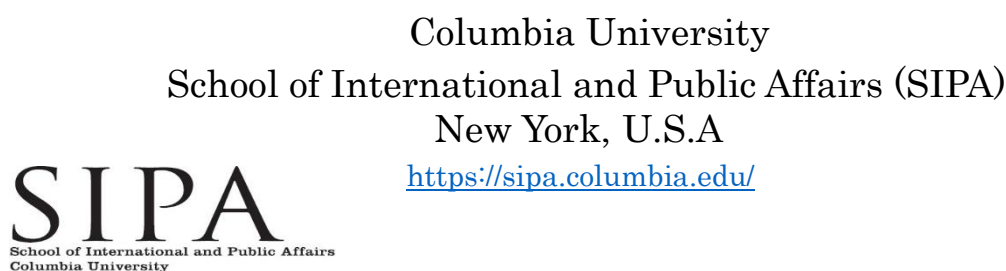 Columbia University
School of International and Public Affairs (SIPA)
New York, U.S.A
https://sipa.columbia.edu/
SIPA
School of International and Public Affairs
Columbia University